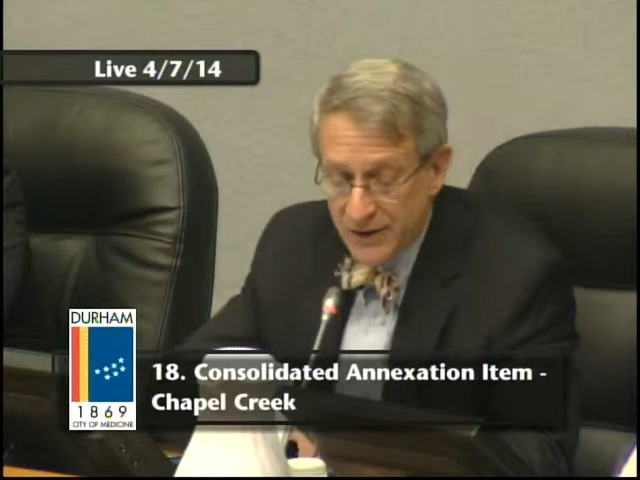 Live 4/7/14
DURHAM
1869
CITY OF MEDICINE
18. Consolidated Annexation Item -
Chapel Creek